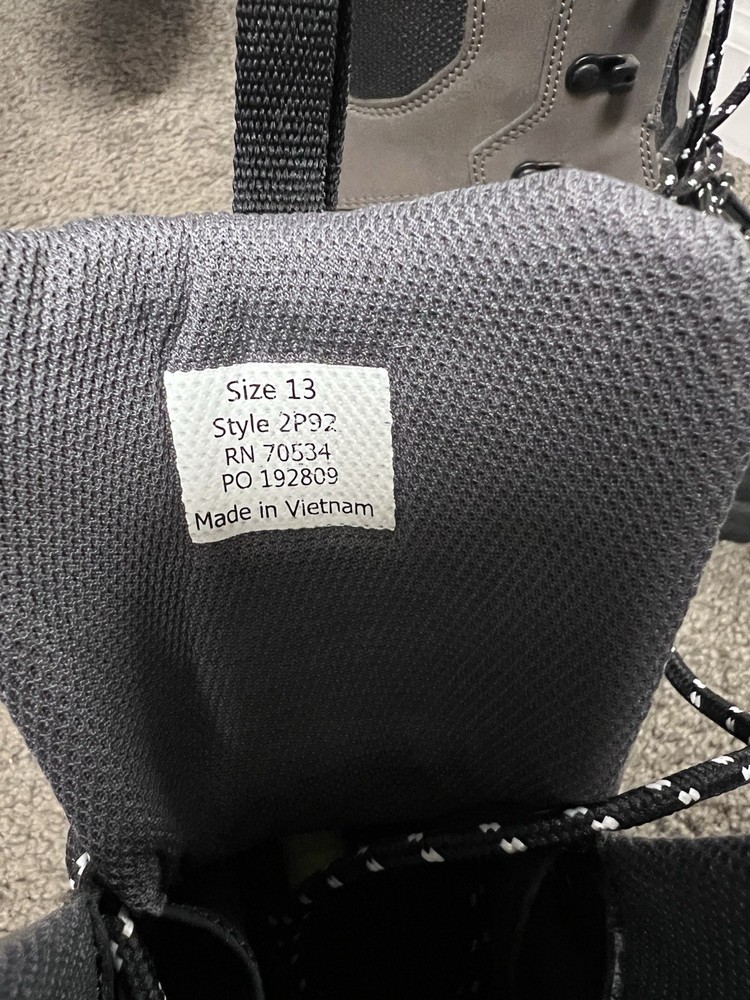 Size 13
Style 2P92
RN 70534
PO 192809
Made in Vietnam